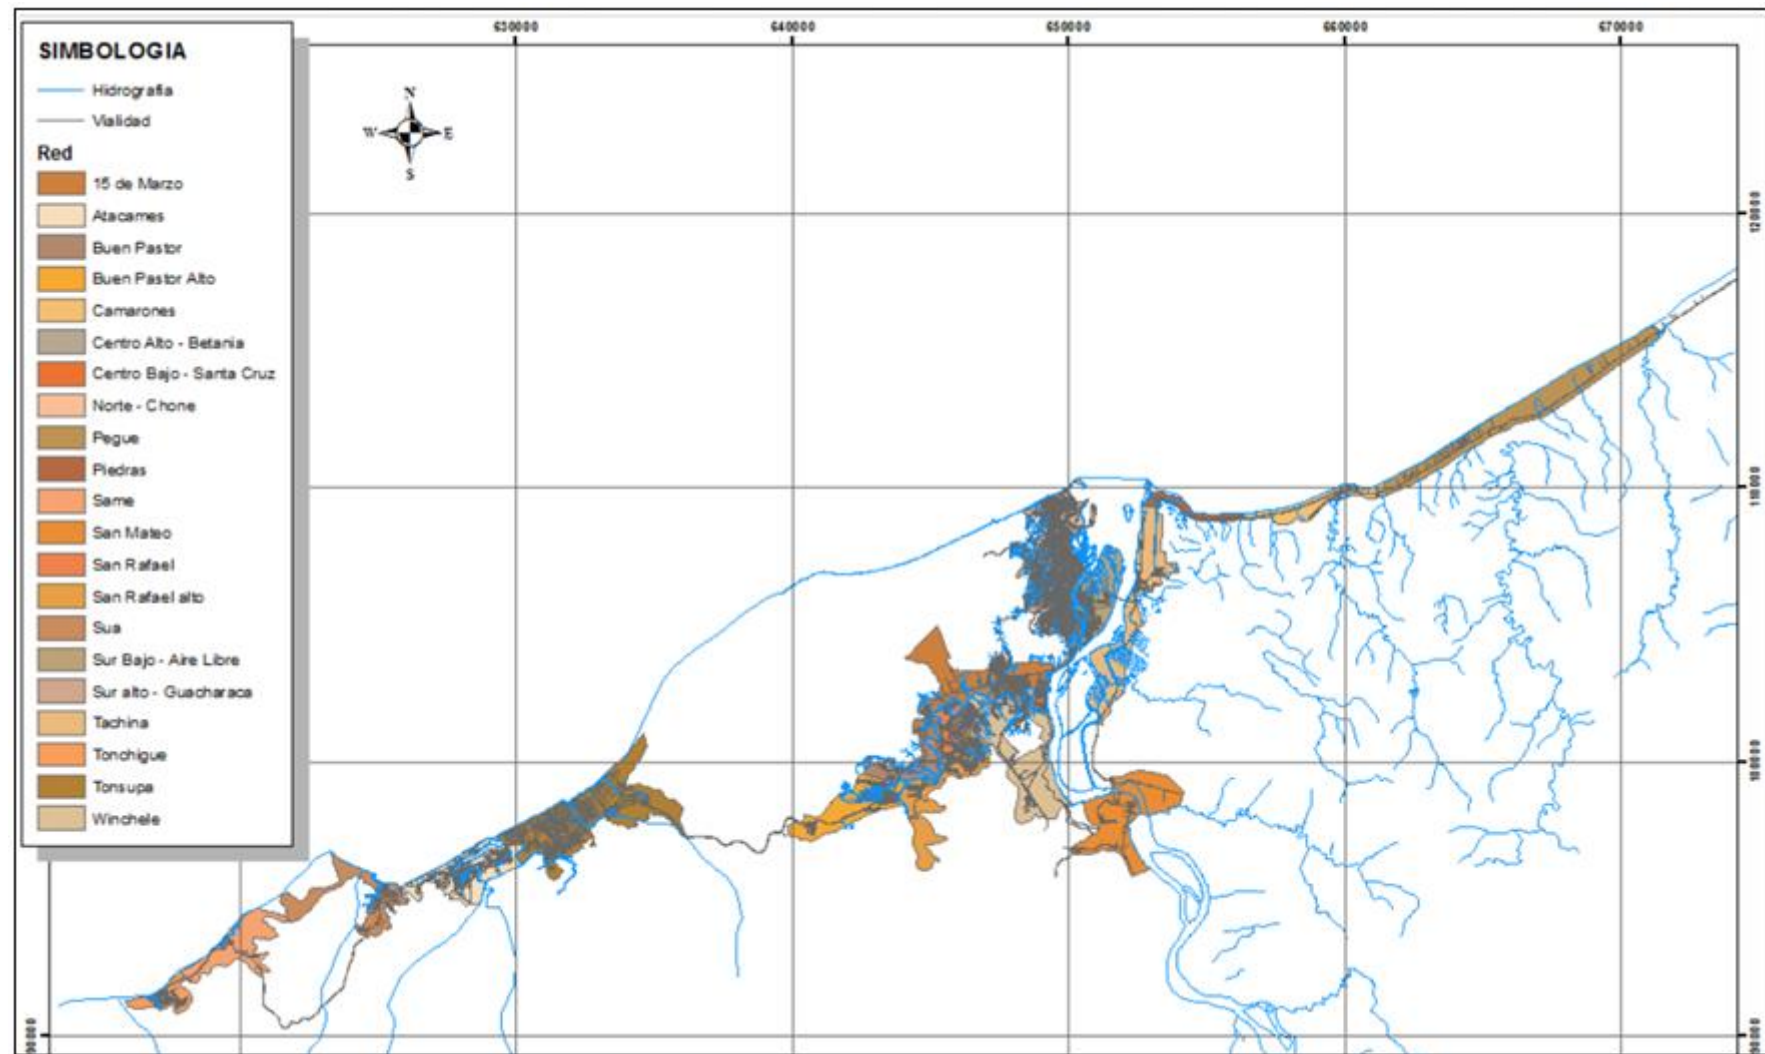 630000 640000 650000 660000 670000
SIMBOLOGIA
Hidrografia
Vialidad
Red
15 de Marzo
Atacames
Buen Pastor
Buen Pastor Alto
Camarones
Centro Alto - Betania
Centro Bajo - Santa Cruz
Norte - Chone
Pegue
Piedras
Same
San Mateo
San Rafael
San Rafael alto
Sua
Sur Bajo - Aire Libre
Sur alto - Guacharaca
Tachina
Tonchigue
Tonsupa
Winchele
N
W E
S
120000
110000
100000
90000
90000